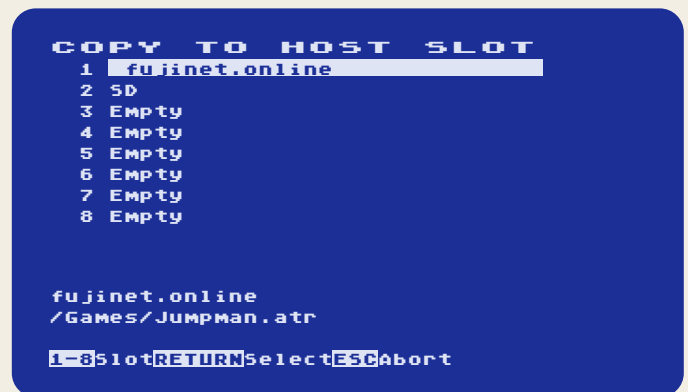 COPY TO HOST SLOT
1 fujinet.online
2 SD
3 Empty
4 Empty
5 Empty
6 Empty
7 Empty
8 Empty
fujinet.online
/Games/Jumpman.atr
1-8SlotRETURNSelectESCAbort